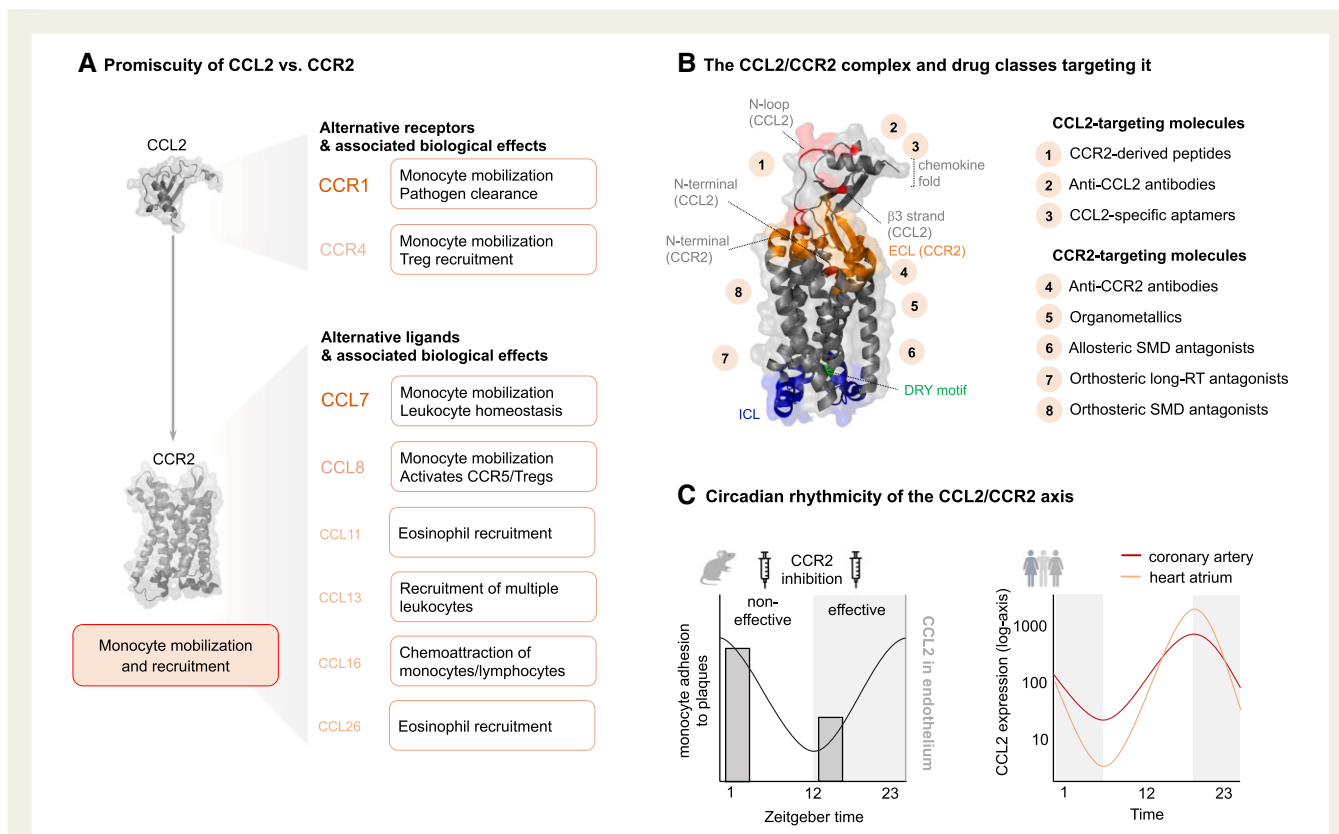 A Promiscuity of CCL2 vs. CCR2
CCL2
Alternative receptors
& associated biological effects
CCR1
Monocyte mobilization
Pathogen clearance
CCR4
Monocyte mobilization
Treg recruitment
Alternative ligands
& associated biological effects
CCL7
Monocyte mobilization
Leukocyte homeostasis
CCL8
Monocyte mobilization
Activates CCR5/Tregs
CCR2
CCL11
Eosinophil recruitment
CCL13
Recruitment of multiple
leukocytes
Monocyte mobilization
and recruitment
CCL16
Chemoattraction of
monocytes/lymphocytes
CCL26
Eosinophil recruitment
B The CCL2/CCR2 complex and drug classes targeting it
N-loop
(CCL2)
2
3
1
chemokine
fold
N-terminal
(CCL2)
β3 strand
(CCL2)
N-terminal
(CCR2)
ECL (CCR2)
4
8
5
7
6
DRY motif
ICL
CCL2-targeting molecules
1 CCR2-derived peptides
2 Anti-CCL2 antibodies
3 CCL2-specific aptamers
CCR2-targeting molecules
4 Anti-CCR2 antibodies
5 Organometallics
6 Allosteric SMD antagonists
7 Orthosteric long-RT antagonists
8 Orthosteric SMD antagonists
C Circadian rhythmicity of the CCL2/CCR2 axis
CCR2
inhibition
non-
effective
effective
monocyte adhesion
to plaques
CCL2 in endothelium
1 12 23
Zeitgeber time
coronary artery
heart atrium
CCL2 expression (log-axis)
1000
100
10
1 12 23
Time